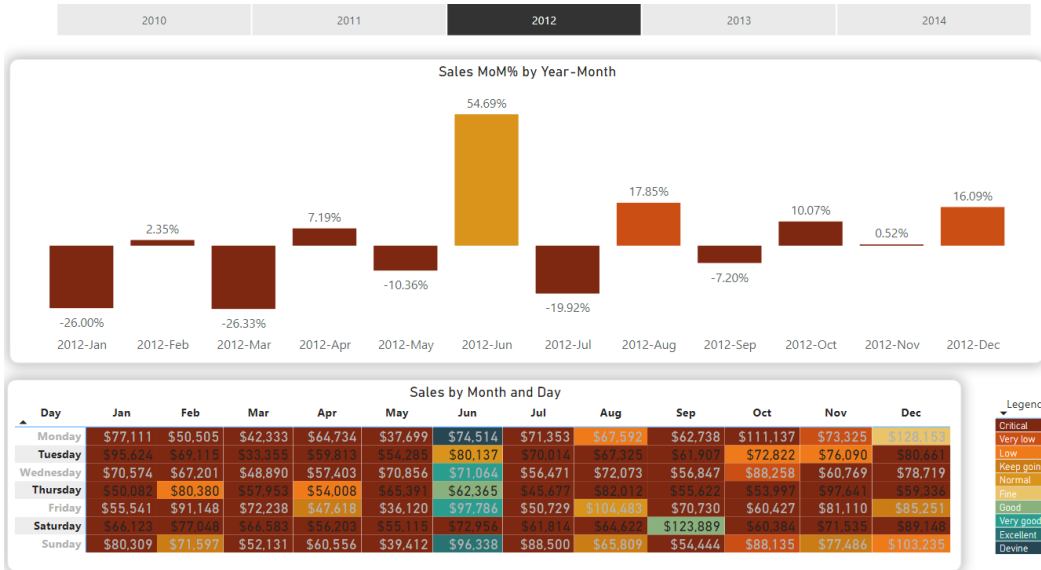 2010 2011 2012 2013 2014
Sales MoM% by Year-Month
54.69%
17.85%
16.09%
10.07%
7.19%
2.35%
0.52%
-7.20%
-10.36%
-19.92%
-26.00% -26.33%
2012-Jan 2012-Feb 2012-Mar 2012-Apr 2012-May 2012-Jun 2012-Jul 2012-Aug 2012-Sep 2012-Oct 2012-Nov 2012-Dec
Sales by Month and Day
Day Jan Feb Mar Apr May Jun Jul Aug Sep Oct Nov Dec
Monday $77,111 $50,505 $42,333 $64,734 $37,699 $74,514 $71,353 $67,592 $62,738 $111,137 $73,325 $128,153
Tuesday $95,624 $69,115 $33,355 $59,813 $54,285 $80,137 $70,014 $67,325 $61,907 $72,822 $76,090 $80,661
Wednesday $70,574 $67,201 $48,890 $57,403 $70,856 $71,064 $56,471 $72,073 $56,847 $88,258 $60,769 $78,719
Thursday $50,082 $80,380 $57,953 $54,008 $65,391 $62,365 $45,677 $82,012 $55,622 $53,997 $97,641 $59,336
Friday $55,541 $91,148 $72,238 $47,618 $36,120 $97,786 $50,729 $104,483 $70,730 $60,427 $81,110 $85,251
Saturday $66,123 $77,048 $66,583 $56,203 $55,115 $72,956 $61,814 $64,622 $123,889 $60,384 $71,535 $89,148
Sunday $80,309 $71,597 $52,131 $60,556 $39,412 $96,338 $88,500 $65,809 $54,444 $88,135 $77,486 $103,235
Legend
Critical
Very low
Low
Keep goin
Normal
Fine
Good
Very good
Excellent
Devine